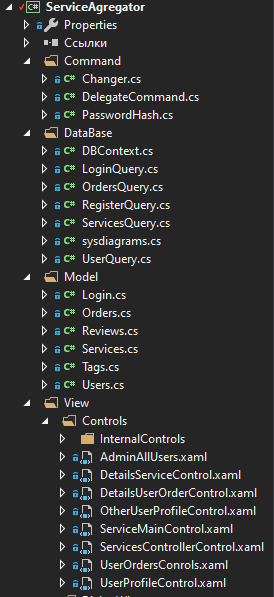 C# ServiceAgregator
Properties
Ссылки
Command
C# Changer.cs
C# DelegateCommand.cs
C# PasswordHash.cs
DataBase
C# DBContext.cs
C# LoginQuery.cs
C# OrdersQuery.cs
C# RegisterQuery.cs
C# ServicesQuery.cs
C# sysdiagrams.cs
C# UserQuery.cs
Model
C# Login.cs
C# Orders.cs
C# Reviews.cs
C# Services.cs
C# Tags.cs
C# Users.cs
View
Controls
InternalControls
AdminAllUsers.xaml
DetailsServiceControl.xaml
DetailsUserOrderControl.xaml
OtherUserProfileControl.xaml
ServiceMainControl.xaml
ServicesControllerControl.xaml
UserOrdersConrols.xaml
UserProfileControl.xaml